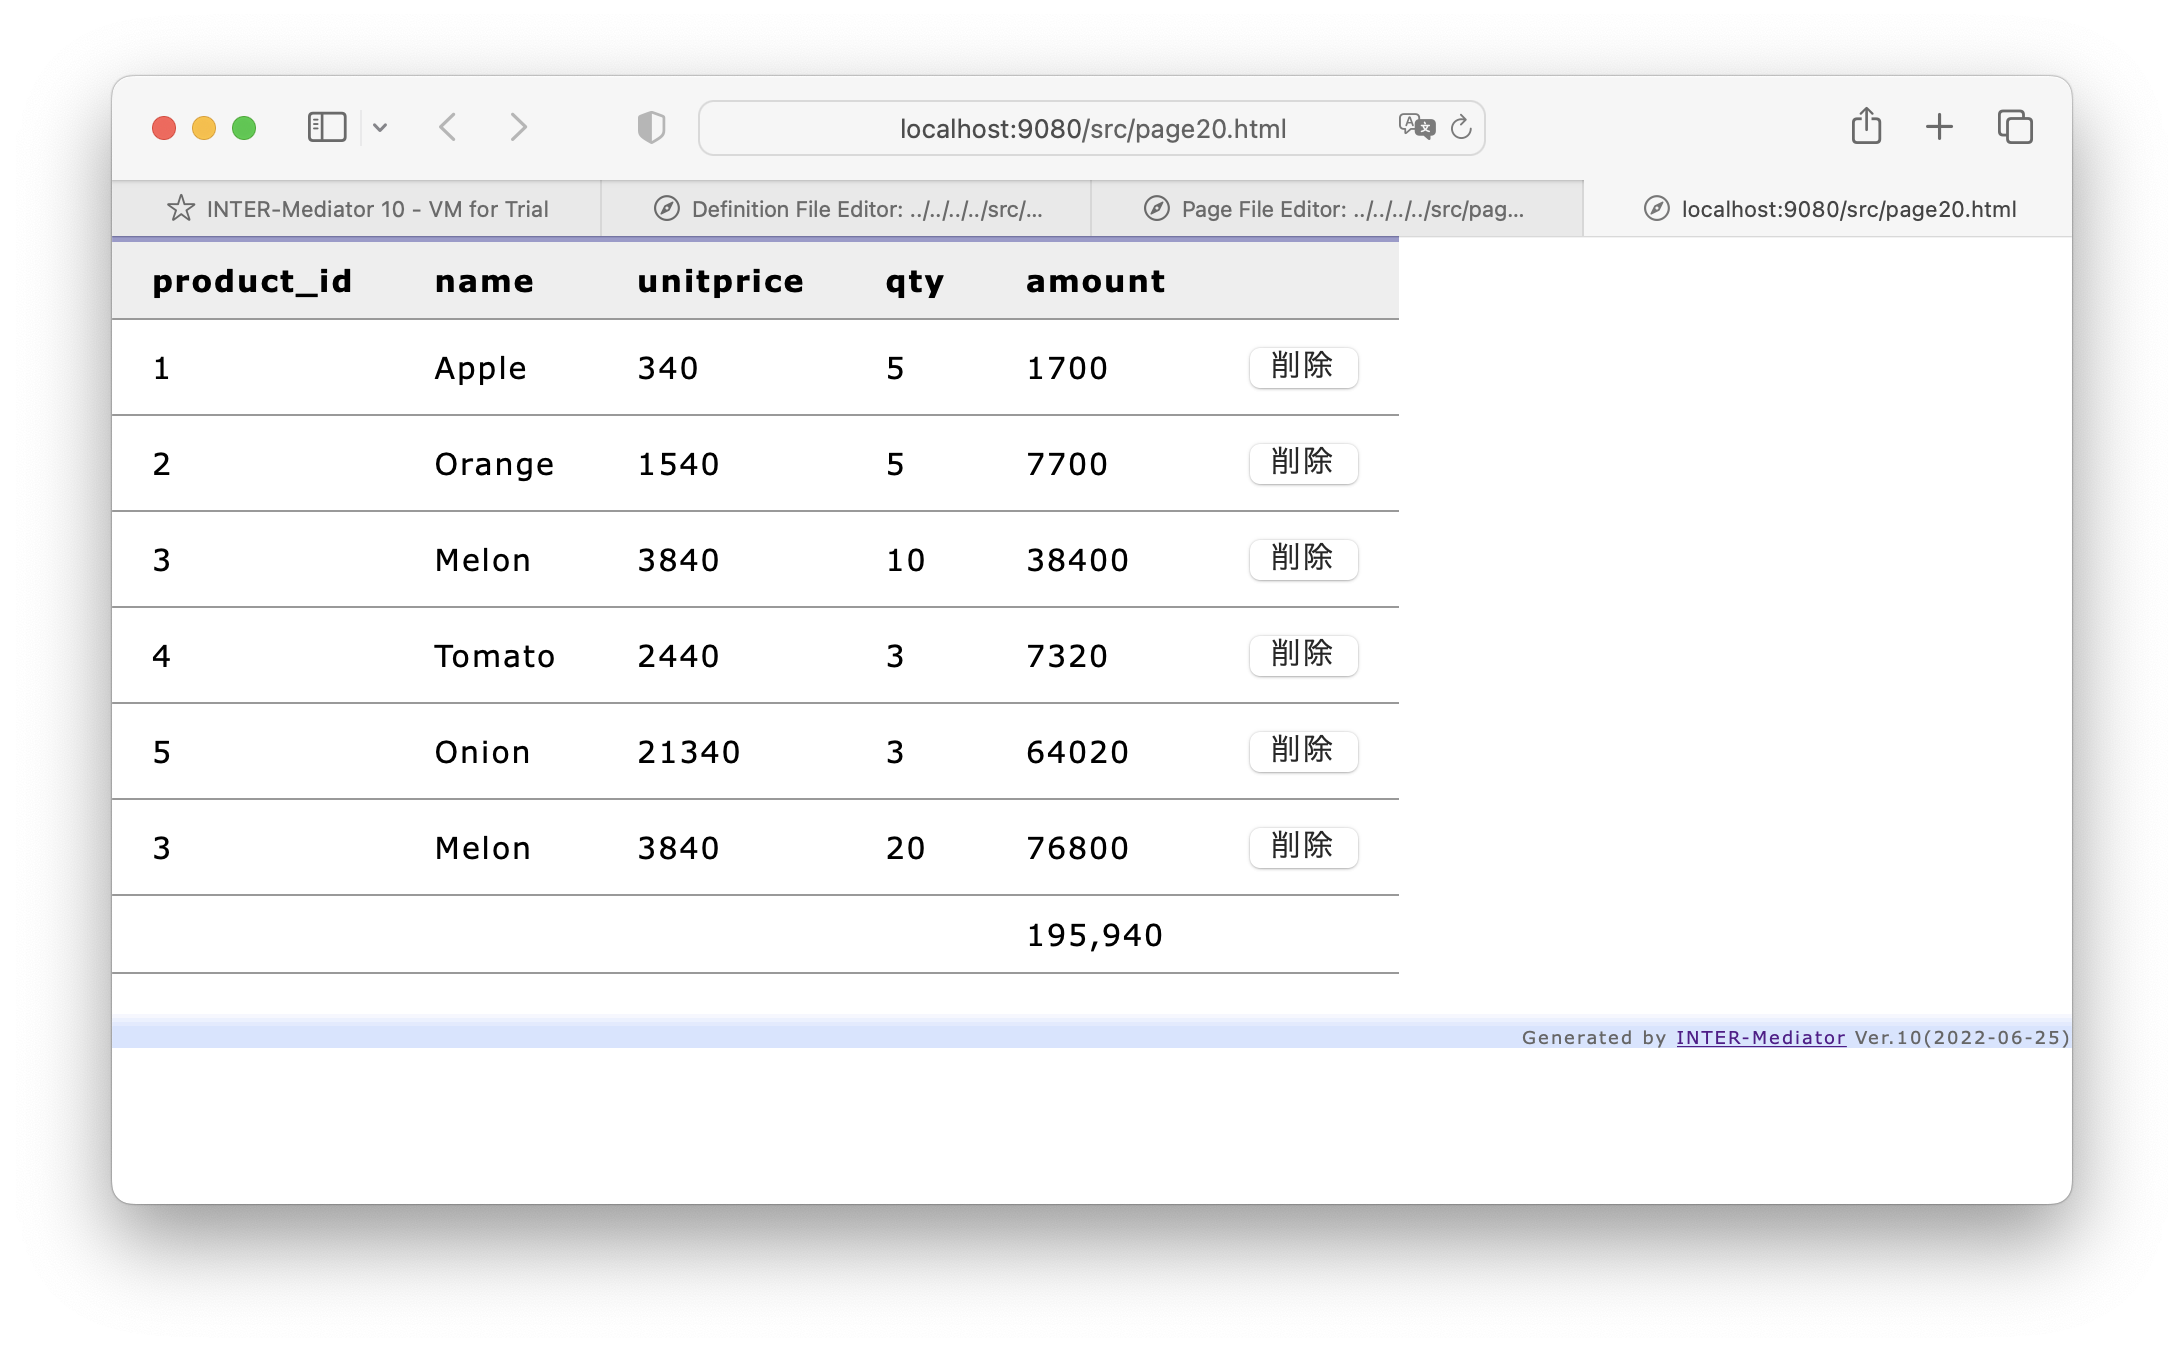 localhost:9080/src/page20.html
INTER-Mediator 10 - VM for Trial Definition File Editor: ../../../../src/... Page File Editor: ../../../../src/pag... localhost:9080/src/page20.html
product_id name unitprice qty amount
1 Apple 340 5 1700 削除
2 Orange 1540 5 7700 削除
3 Melon 3840 10 38400 削除
4 Tomato 2440 3 7320 削除
5 Onion 21340 3 64020 削除
3 Melon 3840 20 76800 削除
195,940
Generated by INTER-Mediator Ver.10(2022-06-25)